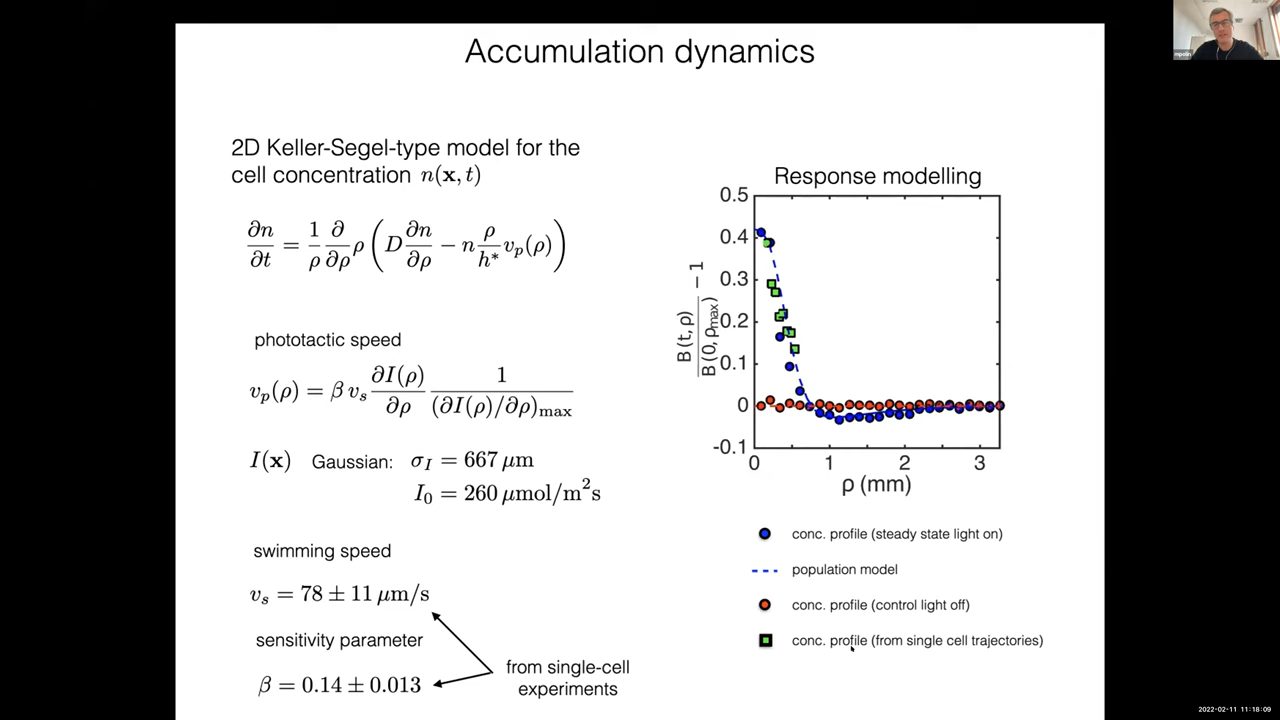 Accumulation dynamics
2D Keller-Segel-type model for the
cell concentration n(x, t)
∂n/∂t = 1/ρ ∂/∂ρ ρ (D ∂n/∂ρ − n ρ/h* v_p(ρ))
phototactic speed
v_p(ρ) = β v_s ∂I(ρ)/∂ρ 1/(∂I(ρ)/∂ρ)_max
I(x) Gaussian: σ_I = 667 μm
I_0 = 260 μmol/m²s
swimming speed
v_s = 78 ± 11 μm/s
sensitivity parameter
β = 0.14 ± 0.013
from single-cell
experiments
Response modelling
B(t,ρ)/B(0,ρ_max) − 1
0.5
0.4
0.3
0.2
0.1
0
-0.1
0 1 2 3
ρ (mm)
conc. profile (steady state light on)
population model
conc. profile (control light off)
conc. profile (from single cell trajectories)
mpolin
2022-02-11 11:18:09